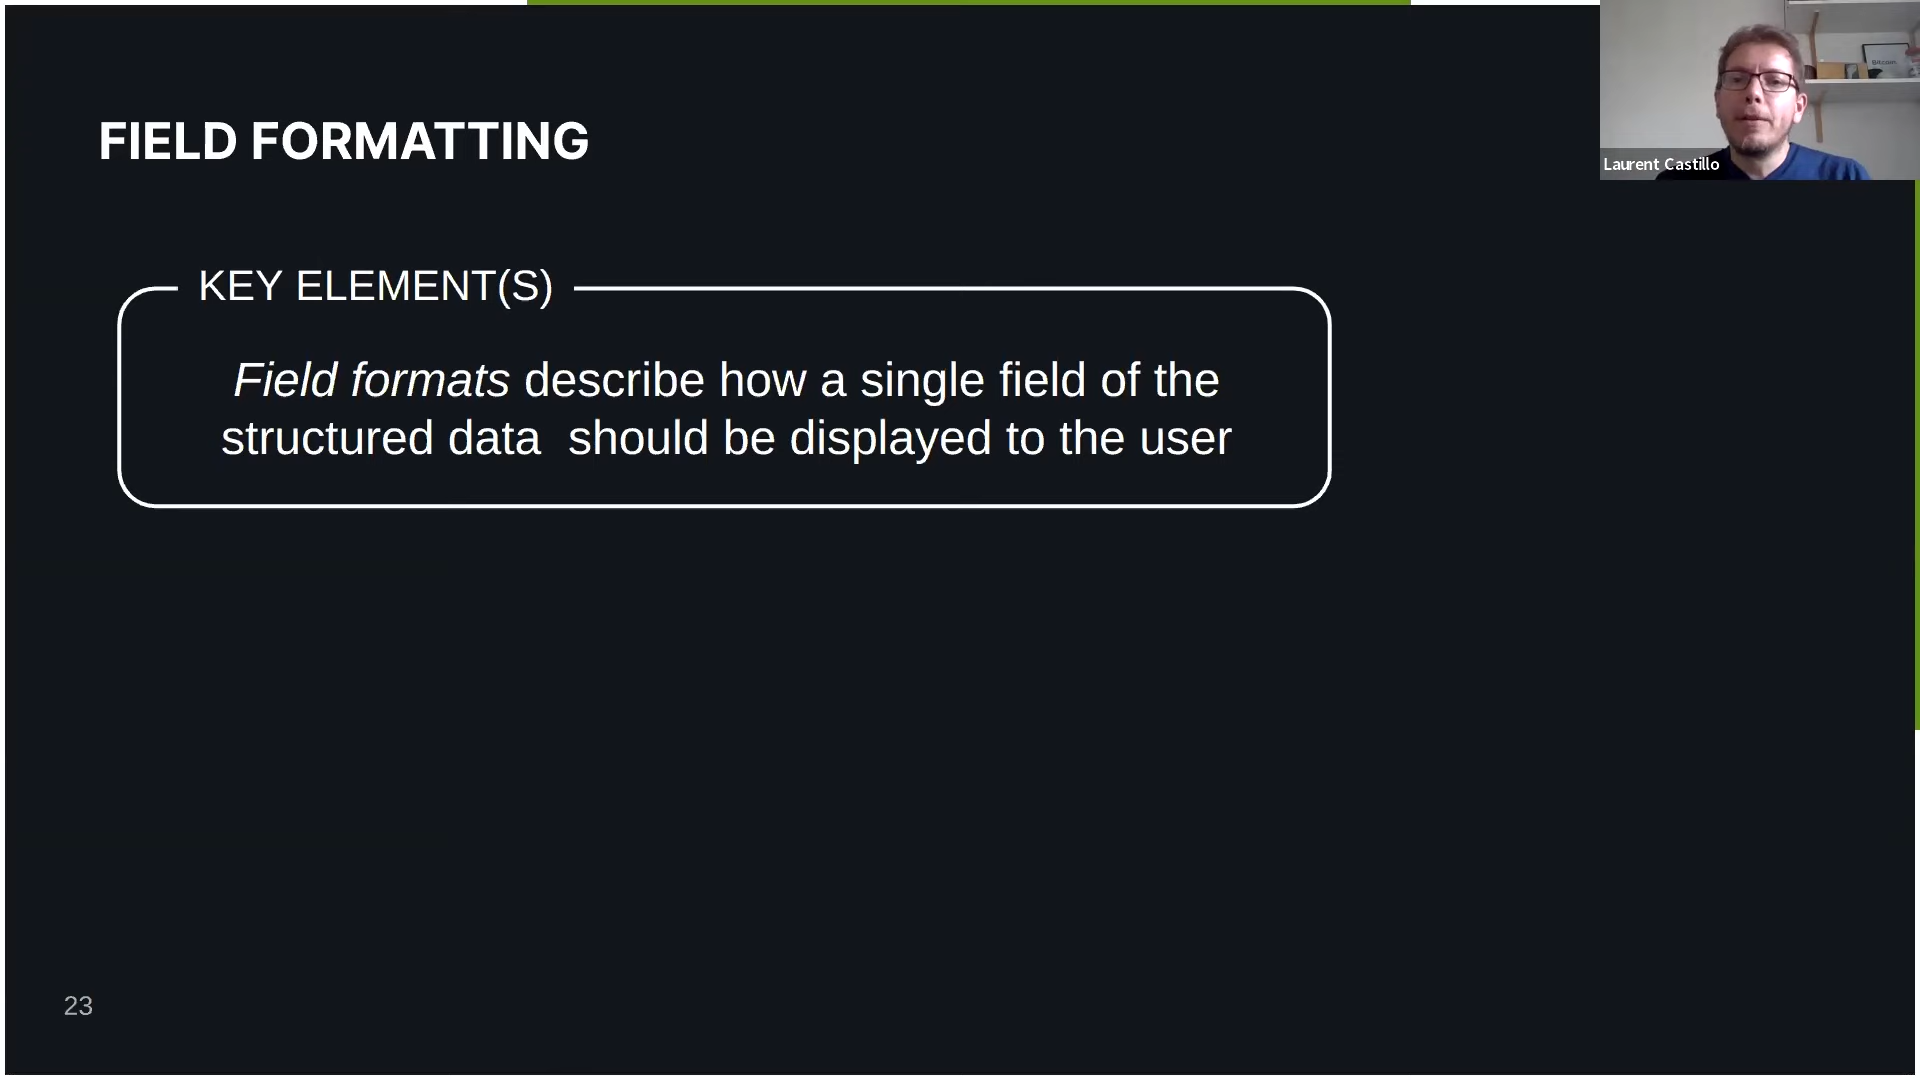 FIELD FORMATTING
KEY ELEMENT(S)
Field formats describe how a single field of the
structured data  should be displayed to the user
23
Bitcoin
Laurent Castillo